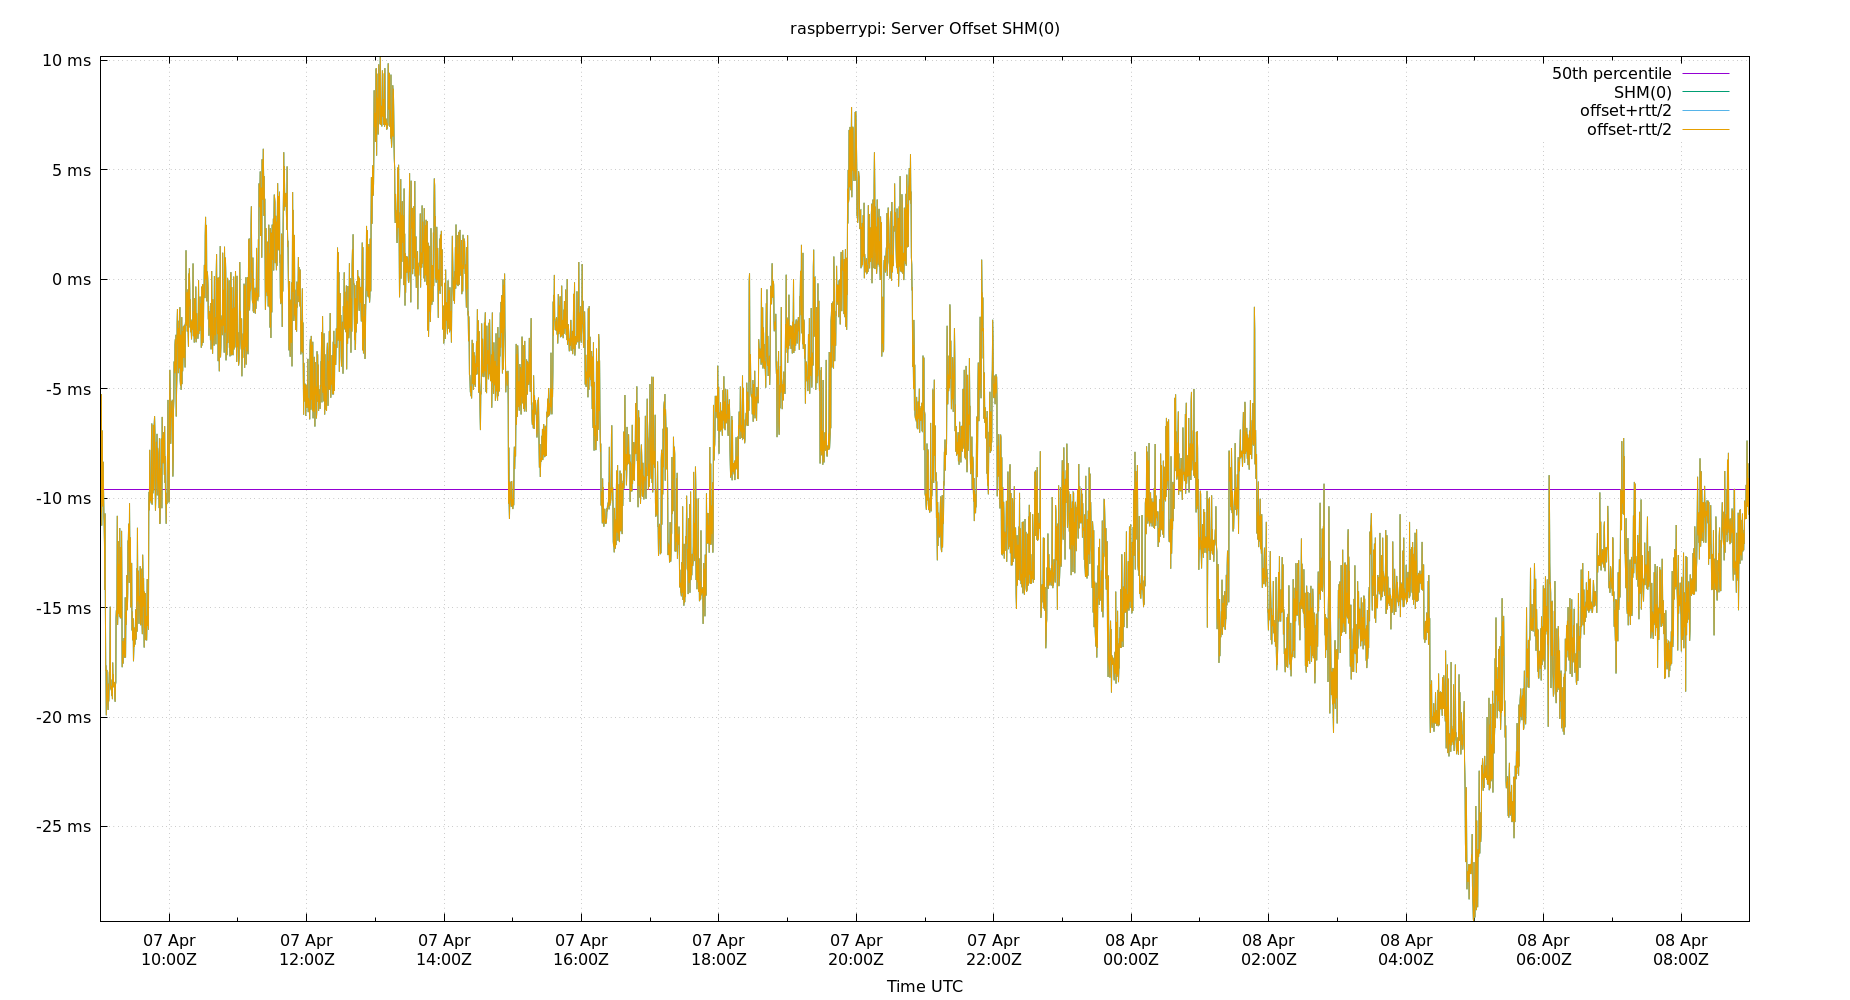 raspberrypi: Server Offset SHM(0)
10 ms
5 ms
0 ms
-5 ms
-10 ms
-15 ms
-20 ms
-25 ms
50th percentile
SHM(0)
offset+rtt/2
offset-rtt/2
07 Apr 07 Apr 07 Apr 07 Apr 07 Apr 07 Apr 07 Apr 08 Apr 08 Apr 08 Apr 08 Apr 08 Apr
10:00Z 12:00Z 14:00Z 16:00Z 18:00Z 20:00Z 22:00Z 00:00Z 02:00Z 04:00Z 06:00Z 08:00Z
Time UTC